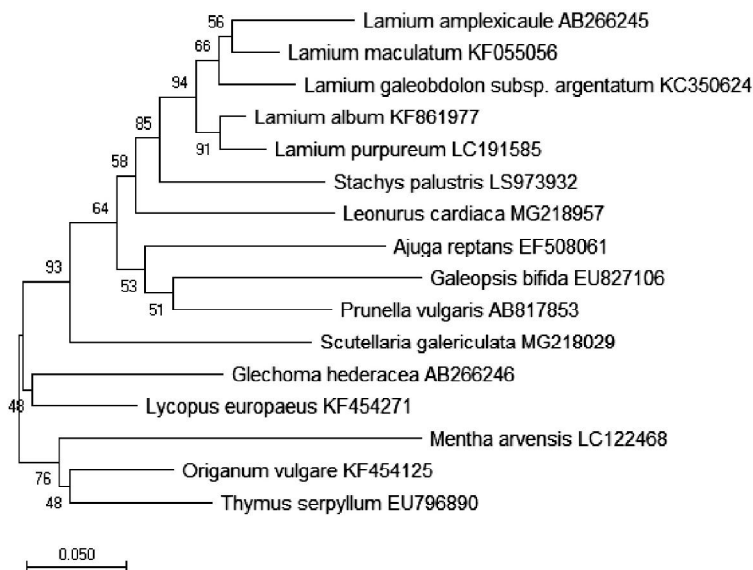 56
Lamium amplexicaule AB266245
66
Lamium maculatum KF055056
94
Lamium galeobdolon subsp. argentatum KC350624
85
Lamium album KF861977
91
Lamium purpureum LC191585
58
Stachys palustris LS973932
64
Leonurus cardiaca MG218957
Ajuga reptans EF508061
93
53
Galeopsis bifida EU827106
51
Prunella vulgaris AB817853
Scutellaria galericulata MG218029
Glechoma hederacea AB266246
48
Lycopus europaeus KF454271
Mentha arvensis LC122468
76
Origanum vulgare KF454125
48
Thymus serpyllum EU796890
0.050